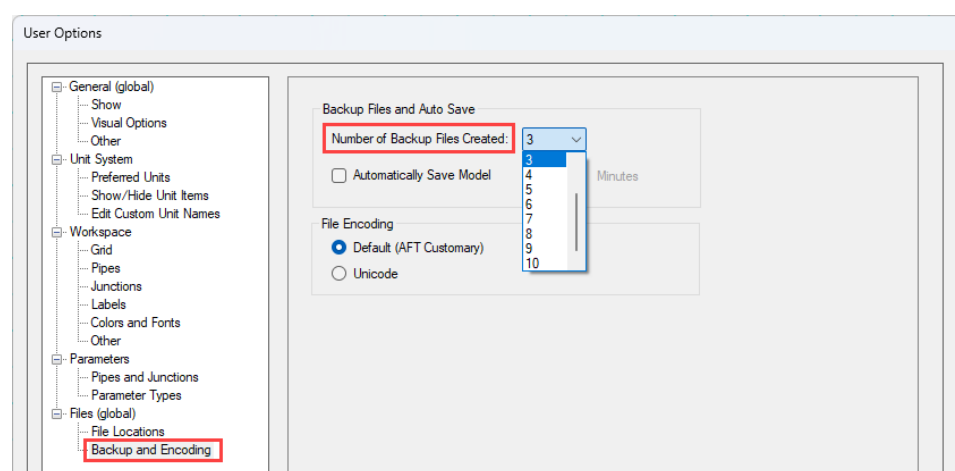 User Options
General (global)
Show
Visual Options
Other
Unit System
Preferred Units
Show/Hide Unit Items
Edit Custom Unit Names
Workspace
Grid
Pipes
Junctions
Labels
Colors and Fonts
Other
Parameters
Pipes and Junctions
Parameter Types
Files (global)
File Locations
Backup and Encoding
Backup Files and Auto Save
Number of Backup Files Created: 3
3
4
5
6
7
8
9
10
Automatically Save Model
Minutes
File Encoding
Default (AFT Customary)
Unicode